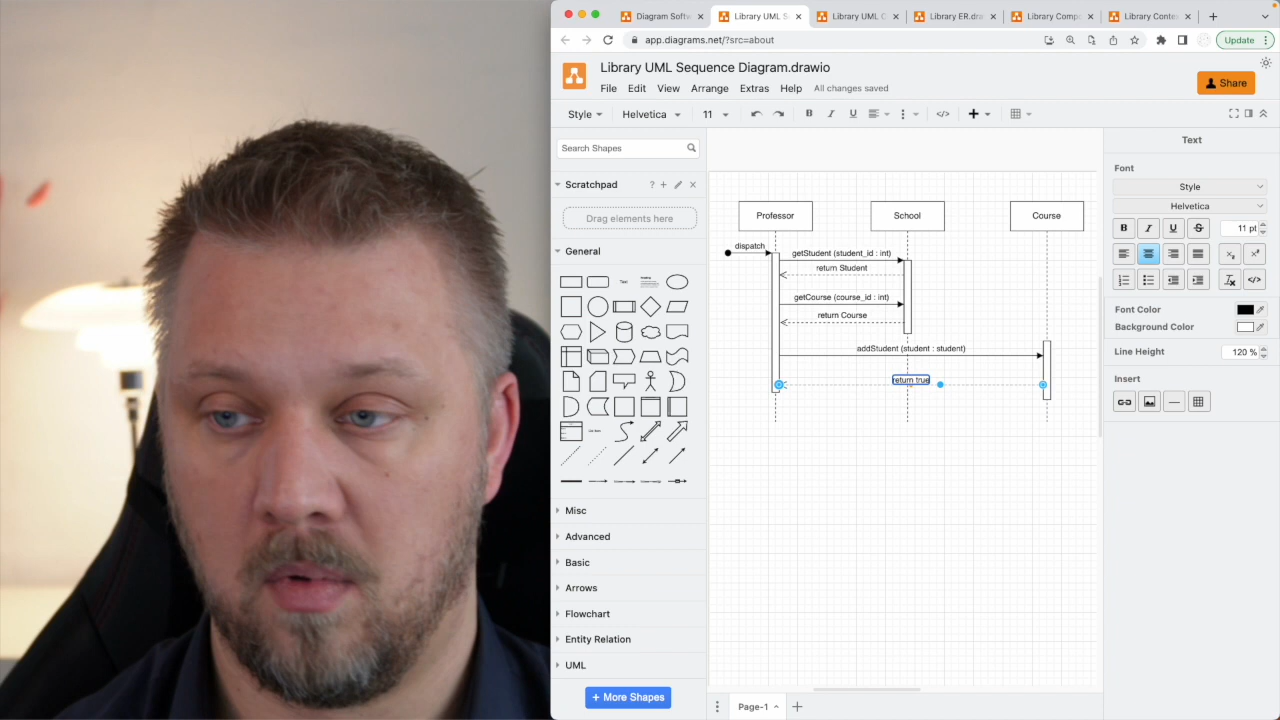 Diagram Softw
Library UML S
Library UML C
Library ER.dra
Library Compo
Library Contex
app.diagrams.net/?src=about
Update
Library UML Sequence Diagram.drawio
File Edit View Arrange Extras Help All changes saved
Share
Style Helvetica 11
B I U
Search Shapes
Scratchpad ?
Drag elements here
General
Text
Misc
Advanced
Basic
Arrows
Flowchart
Entity Relation
UML
+ More Shapes
Professor School Course
dispatch
getStudent (student_id : int)
return Student
getCourse (course_id : int)
return Course
addStudent (student : student)
return true
Page-1
Text
Font
Style
Helvetica
B I U S 11 pt
Font Color
Background Color
Line Height 120 %
Insert